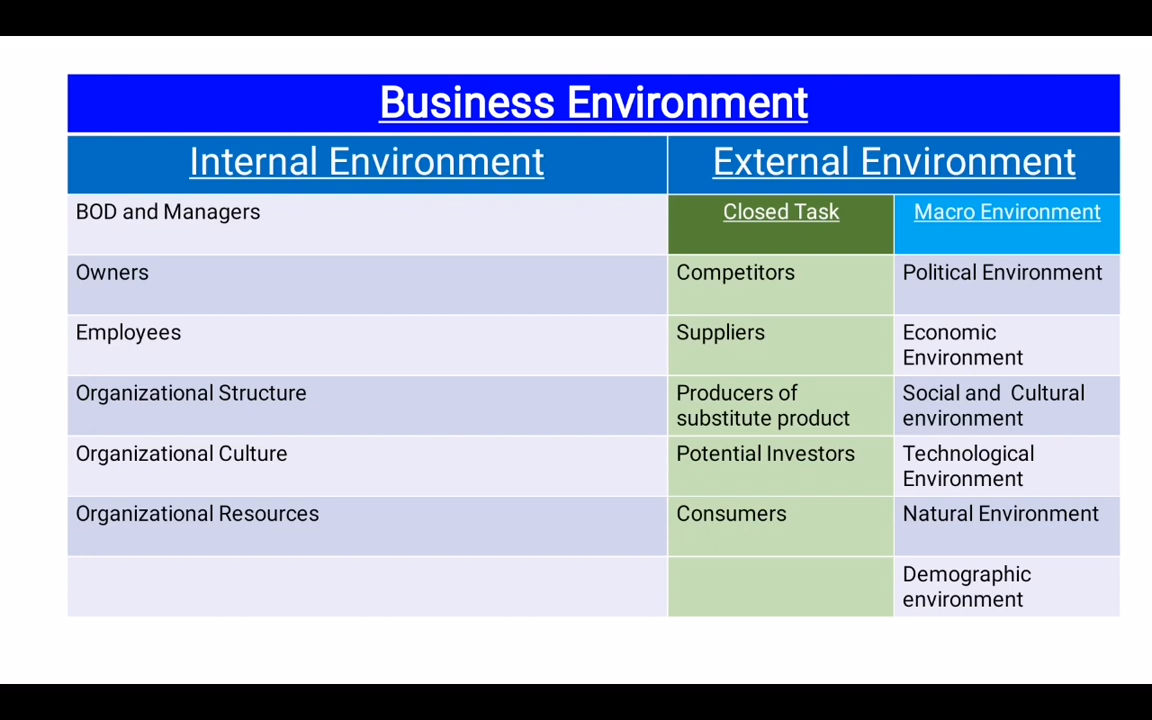 Business Environment
Internal Environment
External Environment
BOD and Managers
Closed Task
Macro Environment
Owners
Competitors
Political Environment
Employees
Suppliers
Economic
Environment
Organizational Structure
Producers of
substitute product
Social and  Cultural
environment
Organizational Culture
Potential Investors
Technological
Environment
Organizational Resources
Consumers
Natural Environment
Demographic
environment